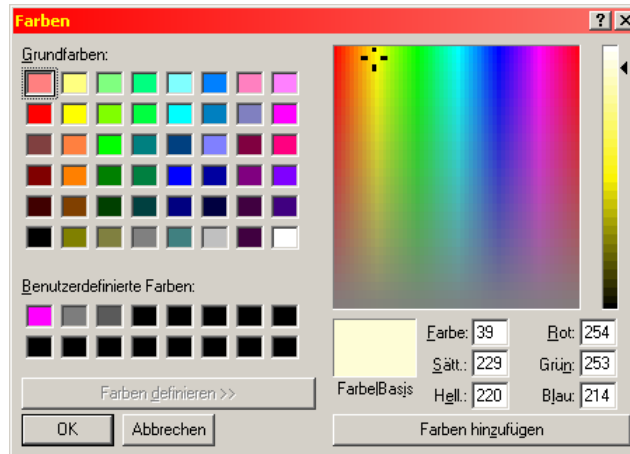 Farben
Grundfarben:
Benutzerdefinierte Farben:
Farben definieren >>
OK Abbrechen
Farbe|Basis
Farbe: 39 Rot: 254
Sätt.: 229 Grün: 253
Hell.: 220 Blau: 214
Farben hinzufügen